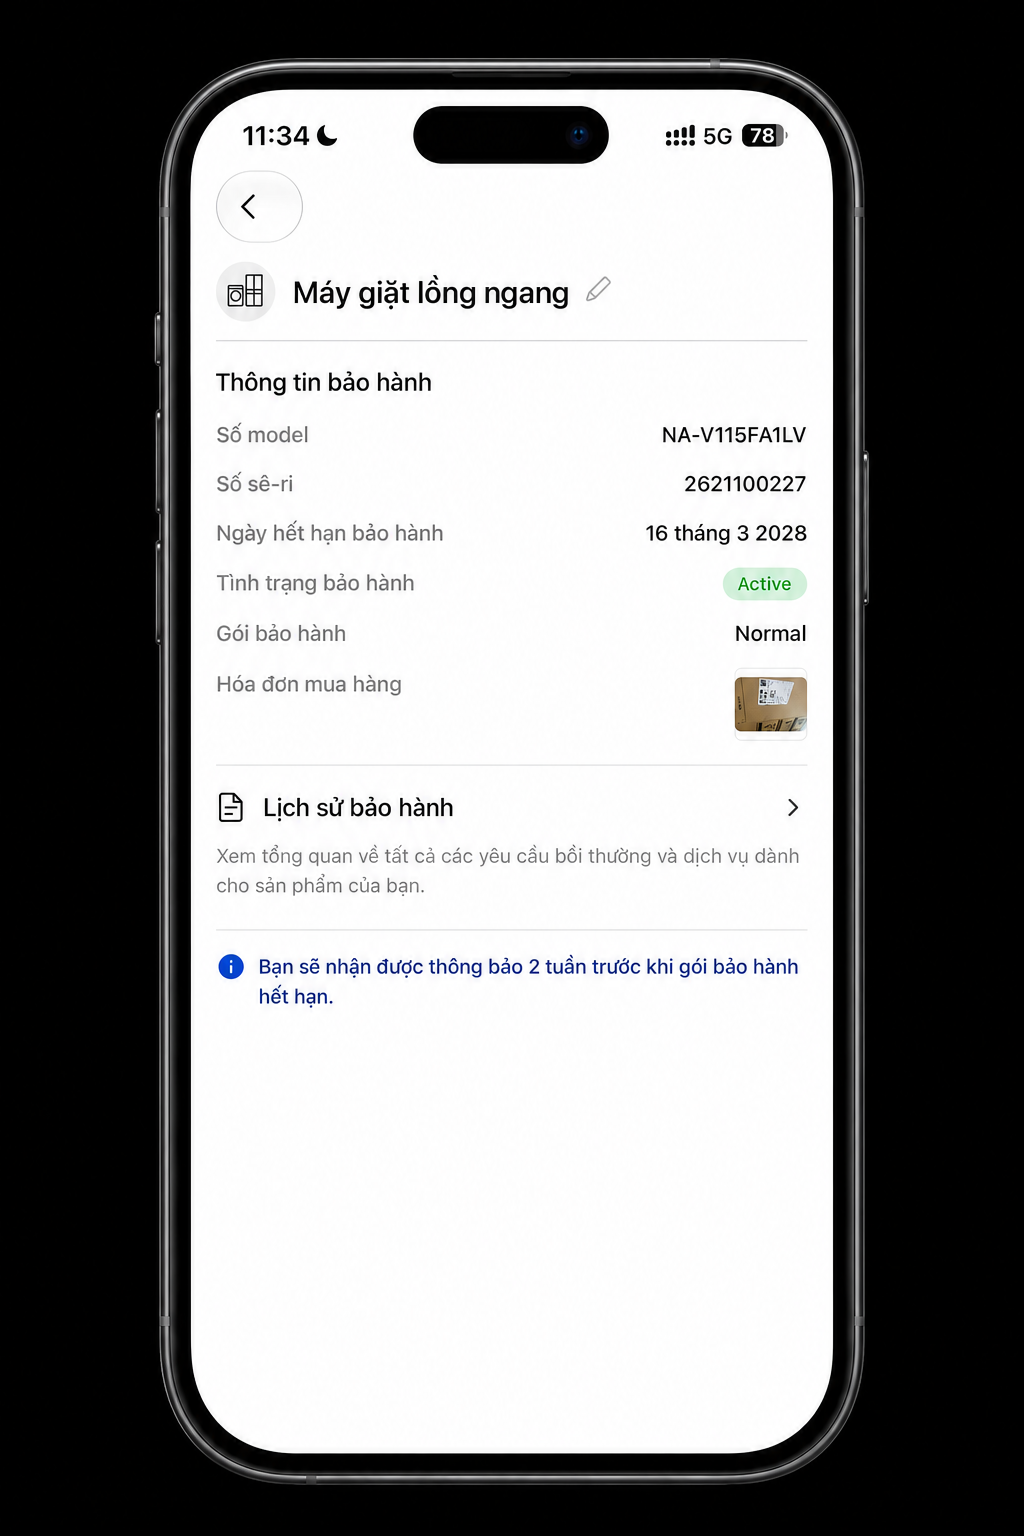 11:34
5G
78
Máy giặt lồng ngang
Thông tin bảo hành
Số model
NA-V115FA1LV
Số sê-ri
2621100227
Ngày hết hạn bảo hành
16 tháng 3 2028
Tình trạng bảo hành
Active
Gói bảo hành
Normal
Hóa đơn mua hàng
Lịch sử bảo hành
Xem tổng quan về tất cả các yêu cầu bồi thường và dịch vụ dành
cho sản phẩm của bạn.
Bạn sẽ nhận được thông báo 2 tuần trước khi gói bảo hành
hết hạn.